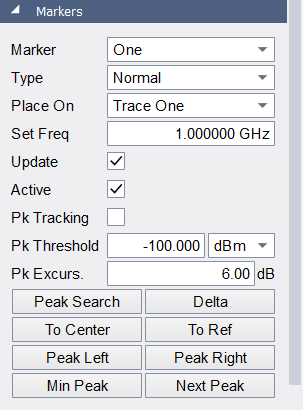 Markers
Marker One
Type Normal
Place On Trace One
Set Freq 1.000000 GHz
Update
Active
Pk Tracking
Pk Threshold -100.000 dBm
Pk Excurs. 6.00 dB
Peak Search Delta
To Center To Ref
Peak Left Peak Right
Min Peak Next Peak